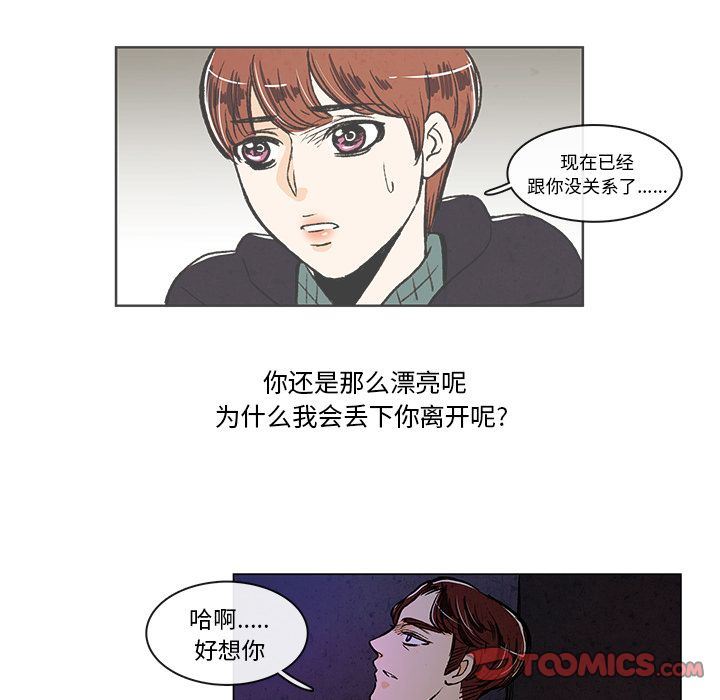 现在已经
跟你没关系了......
你还是那么漂亮呢
为什么我会丢下你离开呢?
哈啊.....
好想你
TOOMICS.COM